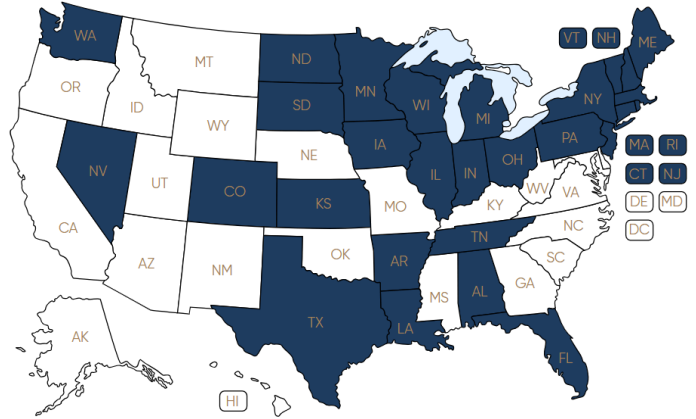 WA
ND
VT
NH
ME
MT
OR
MN
ID
SD
WI
NY
WY
MI
IA
PA
MA
RI
NE
NV
OH
CT
NJ
UT
CO
IL
IN
WV
VA
DE
MD
KS
MO
KY
CA
NC
DC
TN
AZ
NM
OK
AR
SC
MS
AL
GA
TX
LA
AK
FL
HI